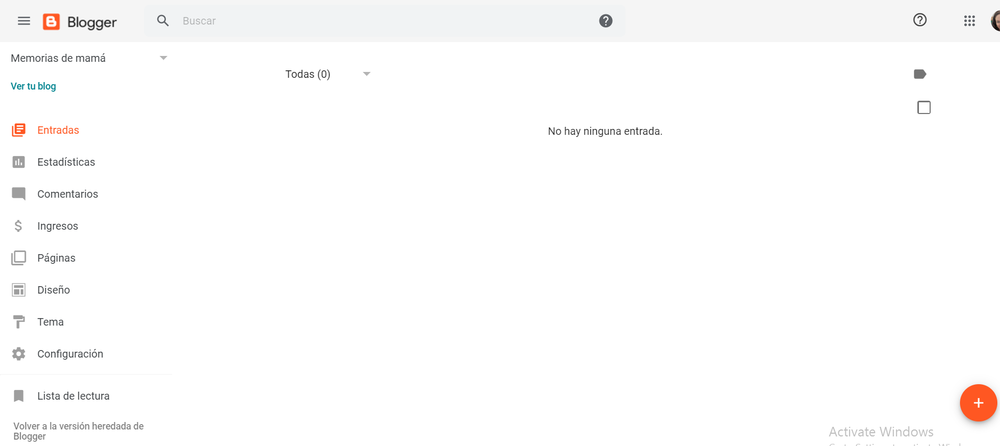 Blogger
Buscar
Memorias de mamá
Todas (0)
Ver tu blog
Entradas
No hay ninguna entrada.
Estadísticas
Comentarios
Ingresos
Páginas
Diseño
Tema
Configuración
Lista de lectura
Volver a la versión heredada de
Blogger
Activate Windows